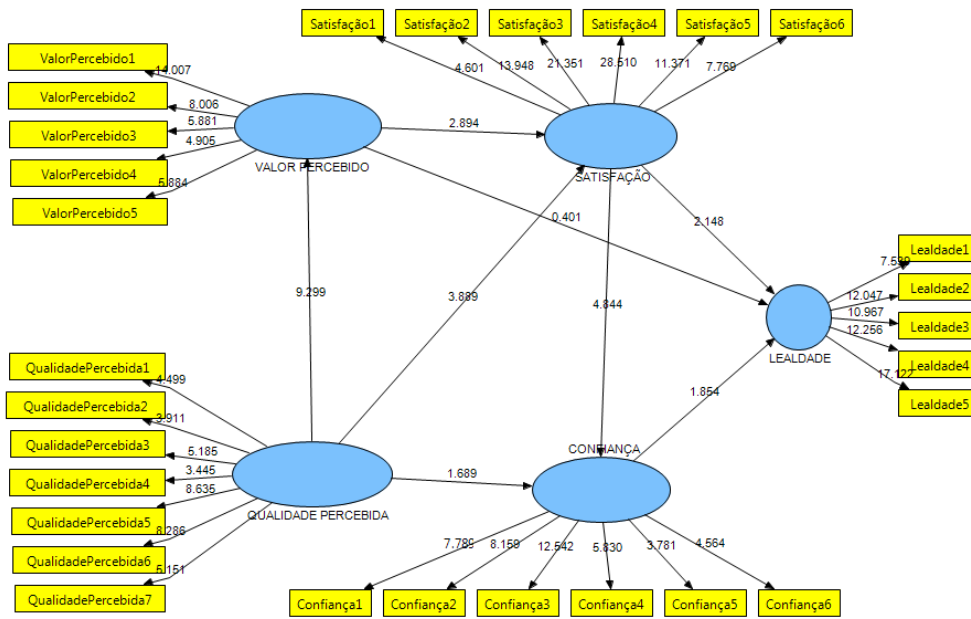 Satisfação1
Satisfação2
Satisfação3
Satisfação4
Satisfação5
Satisfação6
4.601
13.948
21.351
28.510
11.371
7.769
ValorPercebido1
ValorPercebido2
ValorPercebido3
ValorPercebido4
ValorPercebido5
14.007
8.006
5.881
4.905
5.884
VALOR PERCEBIDO
2.894
SATISFAÇÃO
0.401
2.148
9.299
3.889
4.844
Lealdade1
Lealdade2
Lealdade3
Lealdade4
Lealdade5
7.539
12.047
10.967
12.256
17.122
LEALDADE
1.854
QualidadePercebida1
QualidadePercebida2
QualidadePercebida3
QualidadePercebida4
QualidadePercebida5
QualidadePercebida6
QualidadePercebida7
4.499
3.911
5.185
3.445
8.635
8.286
5.151
QUALIDADE PERCEBIDA
1.689
CONFIANÇA
7.789
8.159
12.542
5.830
3.781
4.564
Confiança1
Confiança2
Confiança3
Confiança4
Confiança5
Confiança6